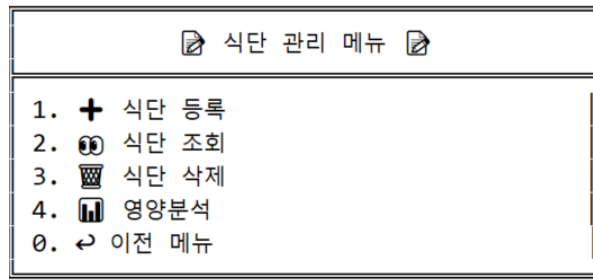 📝 식단 관리 메뉴 📝
1. ➕ 식단 등록
2. 👀 식단 조회
3. 🗑 식단 삭제
4. 📊 영양분석
0. ↩ 이전 메뉴